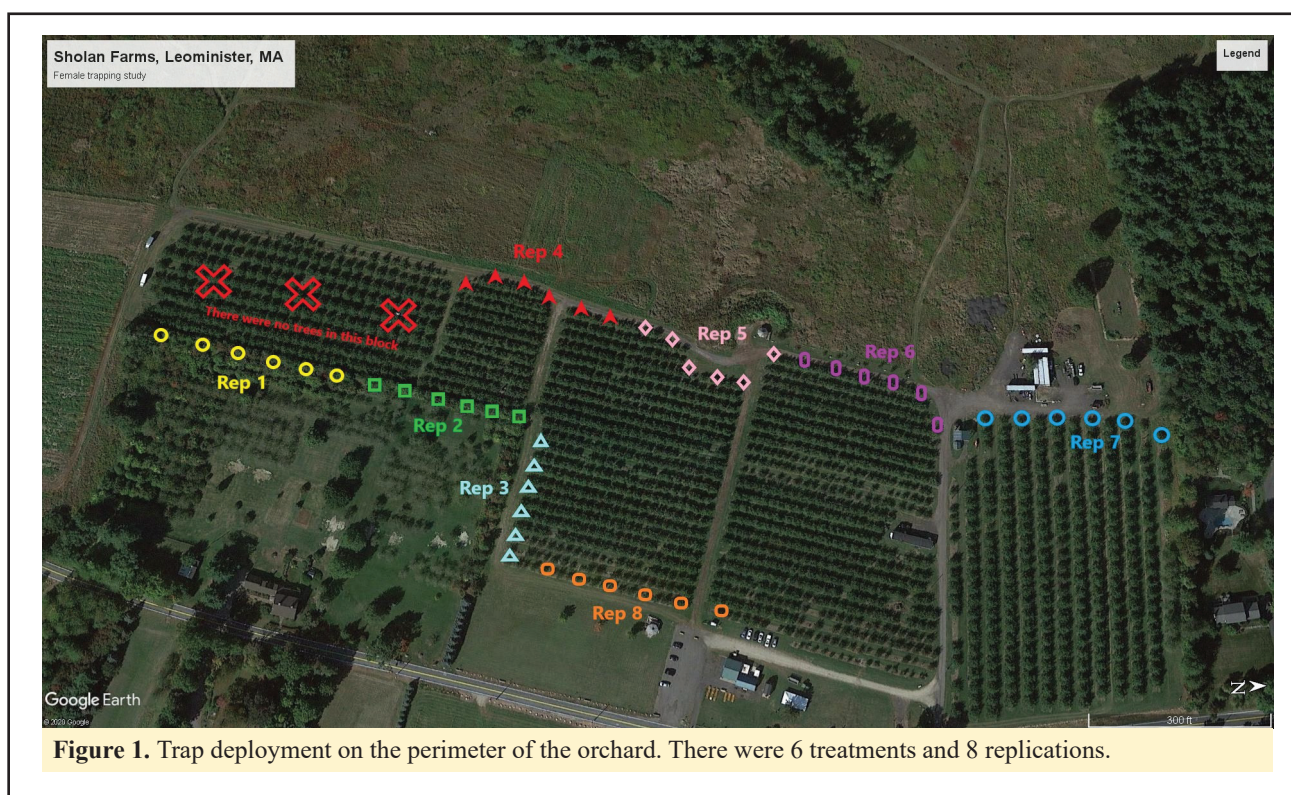 Sholan Farms, Leominister, MA
Female trapping study
Legend
Rep 4
There were no trees in this block
Rep 5
Rep 6
Rep 1
Rep 2
Rep 7
Rep 3
Rep 8
N
Google Earth
© 2020 Google
300 ft
Figure 1. Trap deployment on the perimeter of the orchard. There were 6 treatments and 8 replications.